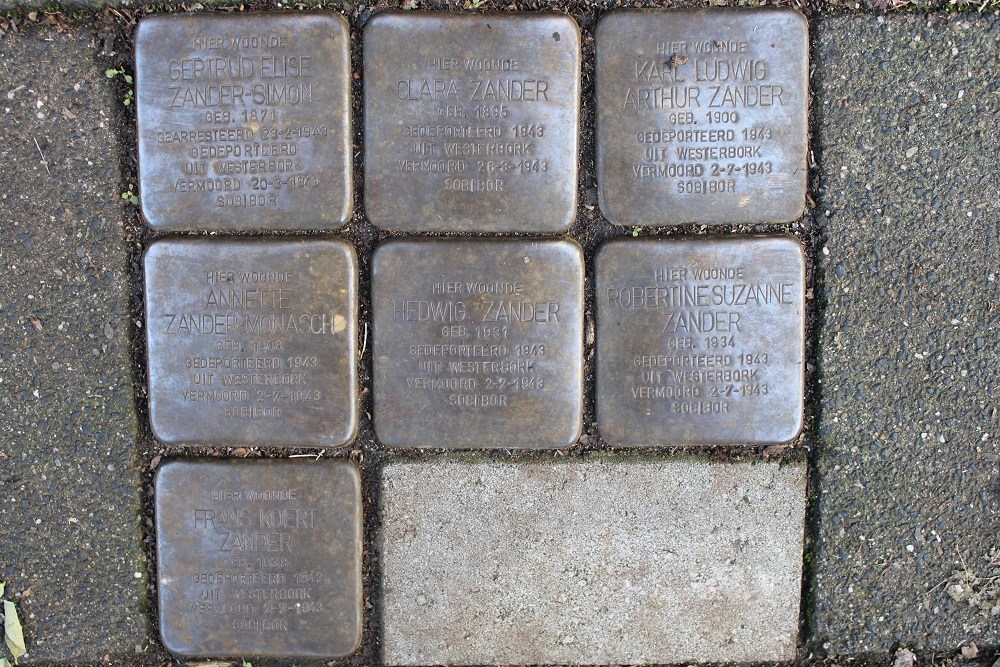 HIER WOONDE
GERTRUD ELISE
ZANDER-SIMON
GEB. 1871
GEARRESTEERD 23-2-1943
GEDEPORTEERD
UIT WESTERBORK
VERMOORD 20-3-1943
SOBIBOR
HIER WOONDE
CLARA ZANDER
GEB. 1895
GEDEPORTEERD 1943
UIT WESTERBORK
VERMOORD 26-3-1943
SOBIBOR
HIER WOONDE
KARL LUDWIG
ARTHUR ZANDER
GEB. 1900
GEDEPORTEERD 1943
UIT WESTERBORK
VERMOORD 2-7-1943
SOBIBOR
HIER WOONDE
ANNETTE
ZANDER-MONASCH
GEB.
GEDEPORTEERD 1943
UIT WESTERBORK
VERMOORD 2-7-1943
SOBIBOR
HIER WOONDE
HEDWIG. ZANDER
GEB. 1931
GEDEPORTEERD 1943
UIT WESTERBORK
VERMOORD 2-7-1943
SOBIBOR
HIER WOONDE
ROBERTINE SUZANNE
ZANDER
GEB. 1934
GEDEPORTEERD 1943
UIT WESTERBORK
VERMOORD 2-7-1943
SOBIBOR
HIER WOONDE
FRANS KOERT
ZANDER
GEB.
GEDEPORTEERD 1943
UIT WESTERBORK
VERMOORD 2-7-1943
SOBIBOR